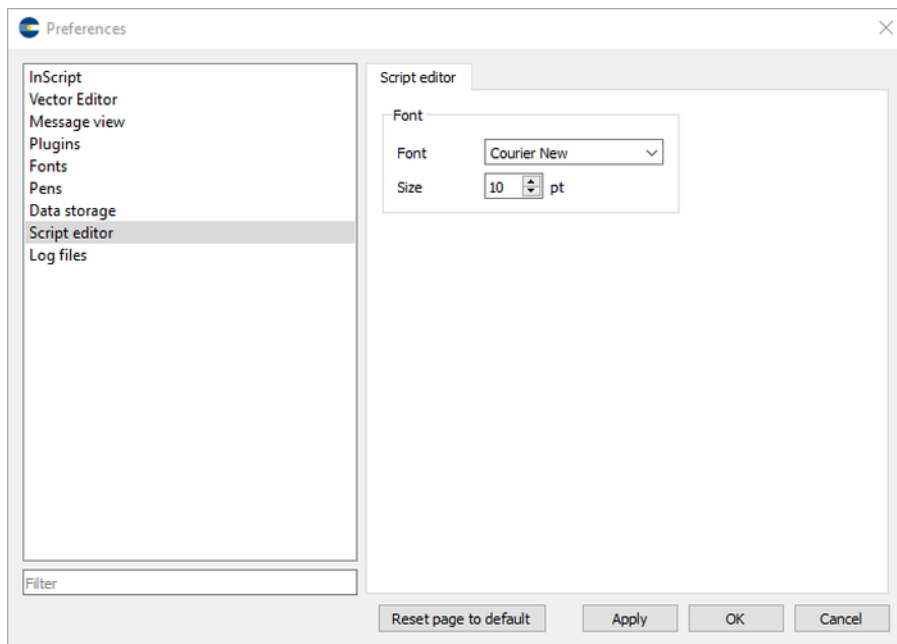 Preferences
InScript
Vector Editor
Message view
Plugins
Fonts
Pens
Data storage
Script editor
Log files
Filter
Script editor
Font
Font Courier New
Size 10 pt
Reset page to default Apply OK Cancel